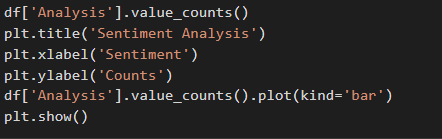 df['Analysis'].value_counts()
plt.title('Sentiment Analysis')
plt.xlabel('Sentiment')
plt.ylabel('Counts')
df['Analysis'].value_counts().plot(kind='bar')
plt.show()